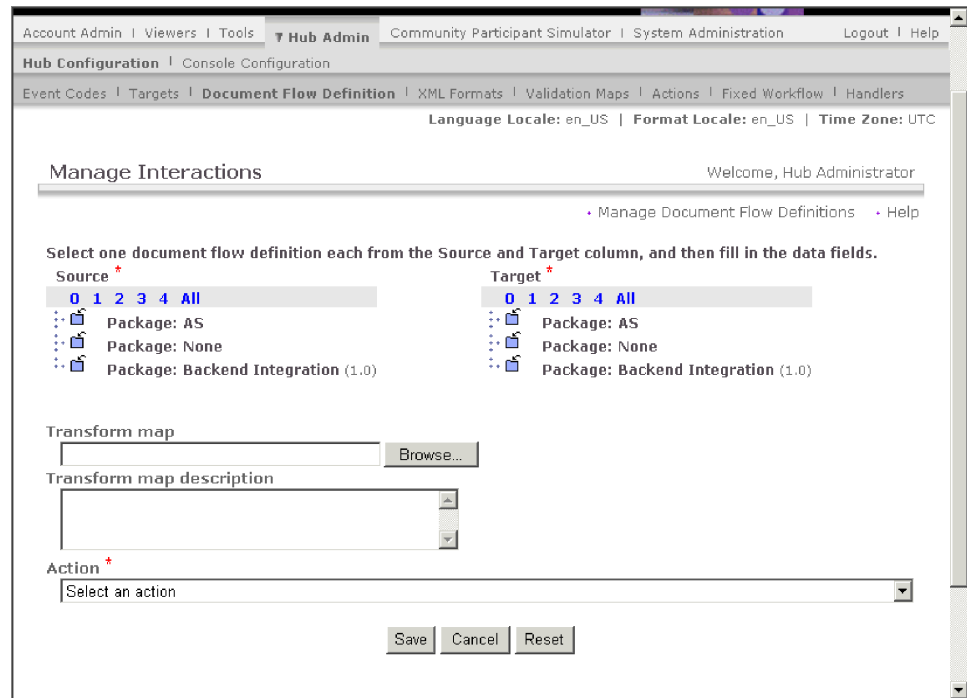 Account Admin | Viewers | Tools Hub Admin Community Participant Simulator | System Administration Logout | Help
Hub Configuration | Console Configuration
Event Codes | Targets | Document Flow Definition | XML Formats | Validation Maps | Actions | Fixed Workflow | Handlers
Language Locale: en_US | Format Locale: en_US | Time Zone: UTC
Manage Interactions Welcome, Hub Administrator
Manage Document Flow Definitions Help
Select one document flow definition each from the Source and Target column, and then fill in the data fields.
Source * Target *
0 1 2 3 4 All 0 1 2 3 4 All
Package: AS Package: AS
Package: None Package: None
Package: Backend Integration (1.0) Package: Backend Integration (1.0)
Transform map
Browse...
Transform map description
Action *
Select an action
Save Cancel Reset